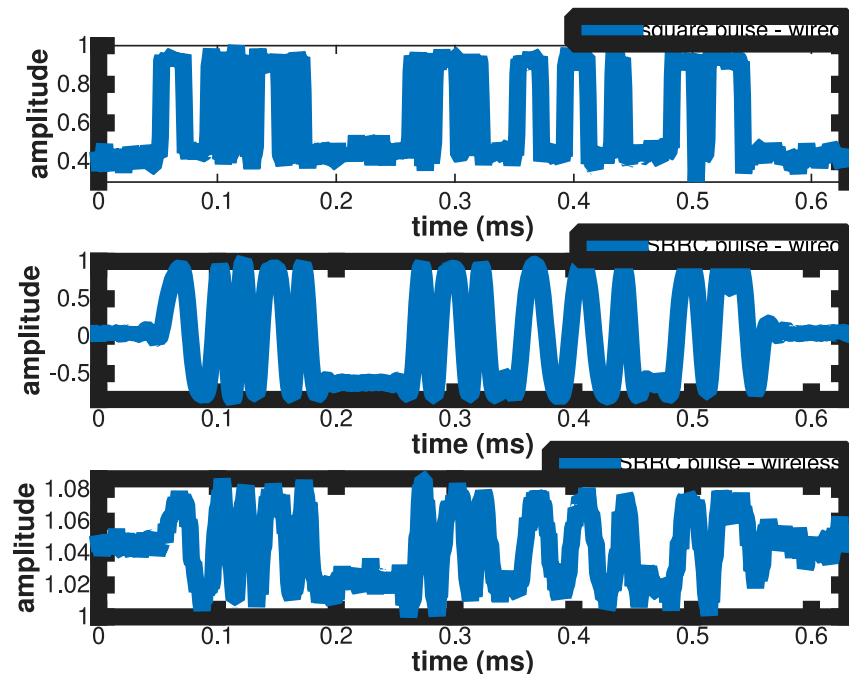 square pulse - wired
1
0.8
0.6
0.4
amplitude
0 0.1 0.2 0.3 0.4 0.5 0.6
time (ms)
SRRC pulse - wired
1
0.5
0
-0.5
amplitude
0 0.1 0.2 0.3 0.4 0.5 0.6
time (ms)
SRRC pulse - wireless
1.08
1.06
1.04
1.02
1
amplitude
0 0.1 0.2 0.3 0.4 0.5 0.6
time (ms)